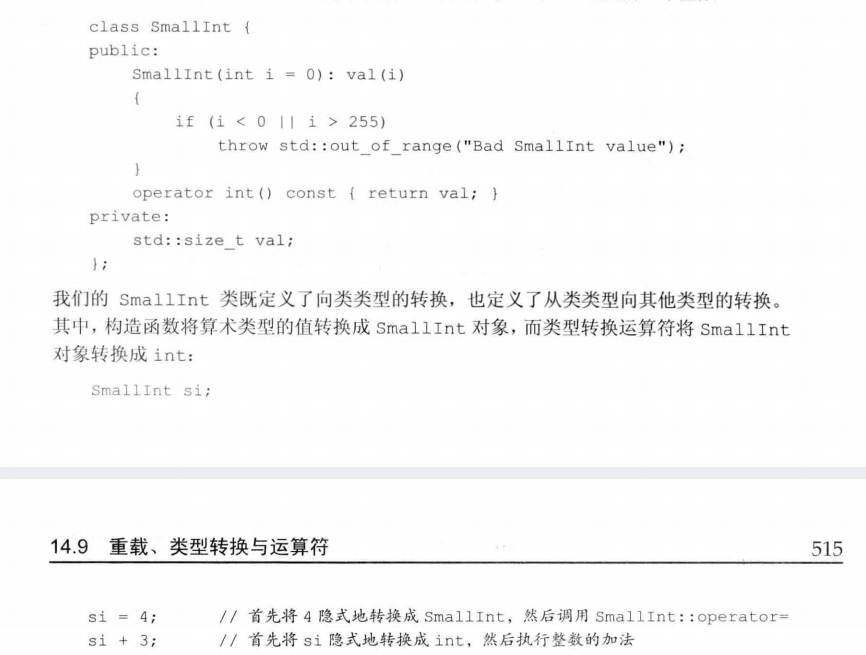 class SmallInt {
public:
    SmallInt(int i = 0): val(i)
    {
        if (i < 0 || i > 255)
            throw std::out_of_range("Bad SmallInt value");
    }
    operator int() const { return val; }
private:
    std::size_t val;
};
我们的 SmallInt 类既定义了向类类型的转换，也定义了从类类型向其他类型的转换。
其中，构造函数将算术类型的值转换成 SmallInt 对象，而类型转换运算符将 SmallInt
对象转换成 int：
SmallInt si;
14.9 重载、类型转换与运算符 515
si = 4; // 首先将 4 隐式地转换成 SmallInt，然后调用 SmallInt::operator=
si + 3; // 首先将 si 隐式地转换成 int，然后执行整数的加法